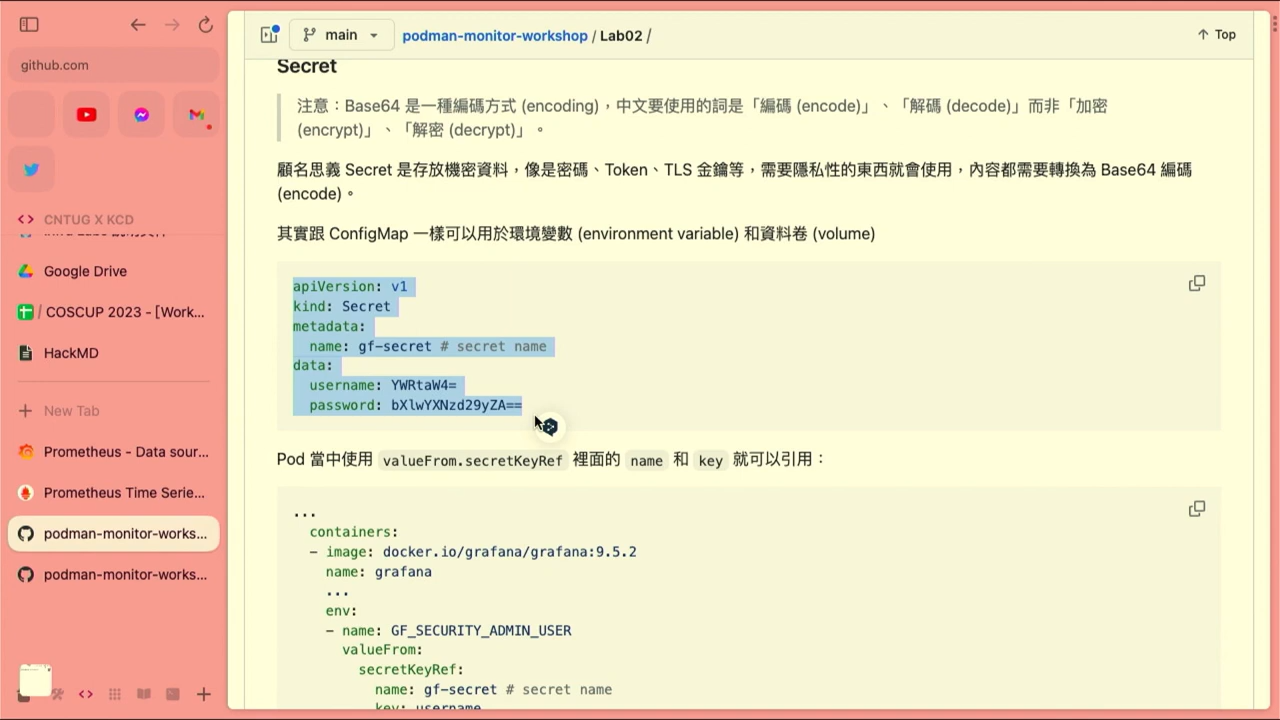 main
podman-monitor-workshop / Lab02 /
Top
github.com
CNTUG X KCD
Google Drive
/ COSCUP 2023 - [Work...
HackMD
New Tab
Prometheus - Data sour...
Prometheus Time Serie...
podman-monitor-works...
podman-monitor-works...
Secret
注意：Base64 是一種編碼方式 (encoding)，中文要使用的詞是「編碼 (encode)」、「解碼 (decode)」而非「加密
(encrypt)」、「解密 (decrypt)」。
顧名思義 Secret 是存放機密資料，像是密碼、Token、TLS 金鑰等，需要隱私性的東西就會使用，內容都需要轉換為 Base64 編碼
(encode)。
其實跟 ConfigMap 一樣可以用於環境變數 (environment variable) 和資料卷 (volume)
apiVersion: v1
kind: Secret
metadata:
name: gf-secret # secret name
data:
username: YWRtaW4=
password: bXlwYXNzd29yZA==
Pod 當中使用 valueFrom.secretKeyRef 裡面的 name 和 key 就可以引用：
...
containers:
- image: docker.io/grafana/grafana:9.5.2
name: grafana
...
env:
- name: GF_SECURITY_ADMIN_USER
valueFrom:
secretKeyRef:
name: gf-secret # secret name
key: username